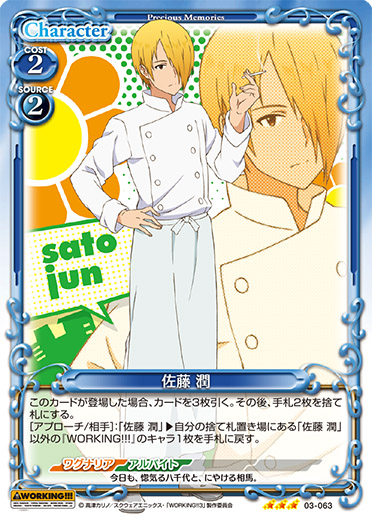 Precious Memories
Character
COST
2
SOURCE
2
sato
jun
佐藤 潤
このカードが登場した場合、カードを3枚引く。その後、手札2枚を捨て
札にする。
[アプローチ/相手]:「佐藤 潤」▶自分の捨て札置き場にある「佐藤 潤」
以外の『WORKING!!!』のキャラ1枚を手札に戻す。
ワグナリア アルバイト
今日も、惚気る八千代と、にやける相馬。
WORKING!!!
© 高津カリノ/スクウェアエニックス・「WORKING!!3」製作委員会
★★★ 03-063